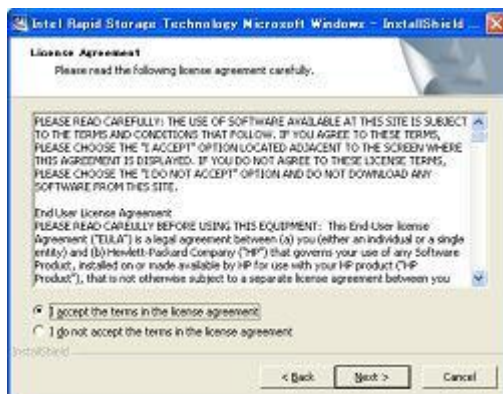 Intel Rapid Storage Technology Microsoft Windows - InstallShield ...
License Agreement
Please read the following license agreement carefully.
PLEASE READ CAREFULLY: THE USE OF SOFTWARE AVAILABLE AT THIS SITE IS SUBJECT
TO THE TERMS AND CONDITIONS THAT FOLLOW. IF YOU AGREE TO THESE TERMS,
PLEASE CHOOSE THE "I ACCEPT" OPTION LOCATED ADJACENT TO THE SCREEN WHERE
THIS AGREEMENT IS DISPLAYED. IF YOU DO NOT AGREE TO THESE LICENSE TERMS,
PLEASE CHOOSE THE "I DO NOT ACCEPT" OPTION AND DO NOT DOWNLOAD ANY
SOFTWARE FROM THIS SITE.
End User License Agreement
PLEASE READ CAREULLY BEFORE USING THIS EQUIPMENT: This End-User license
Agreement ("EULA") is a legal agreement between (a) you (either an individual or a single
entity) and (b) Hewlett-Packard Company ("HP") that governs your use of any Software
Product, installed on or made available by HP for use with your HP product ("HP
Product"), that is not otherwise subject to a separate license agreement between you
I accept the terms in the license agreement
I do not accept the terms in the license agreement
InstallShield
< Back
Next >
Cancel